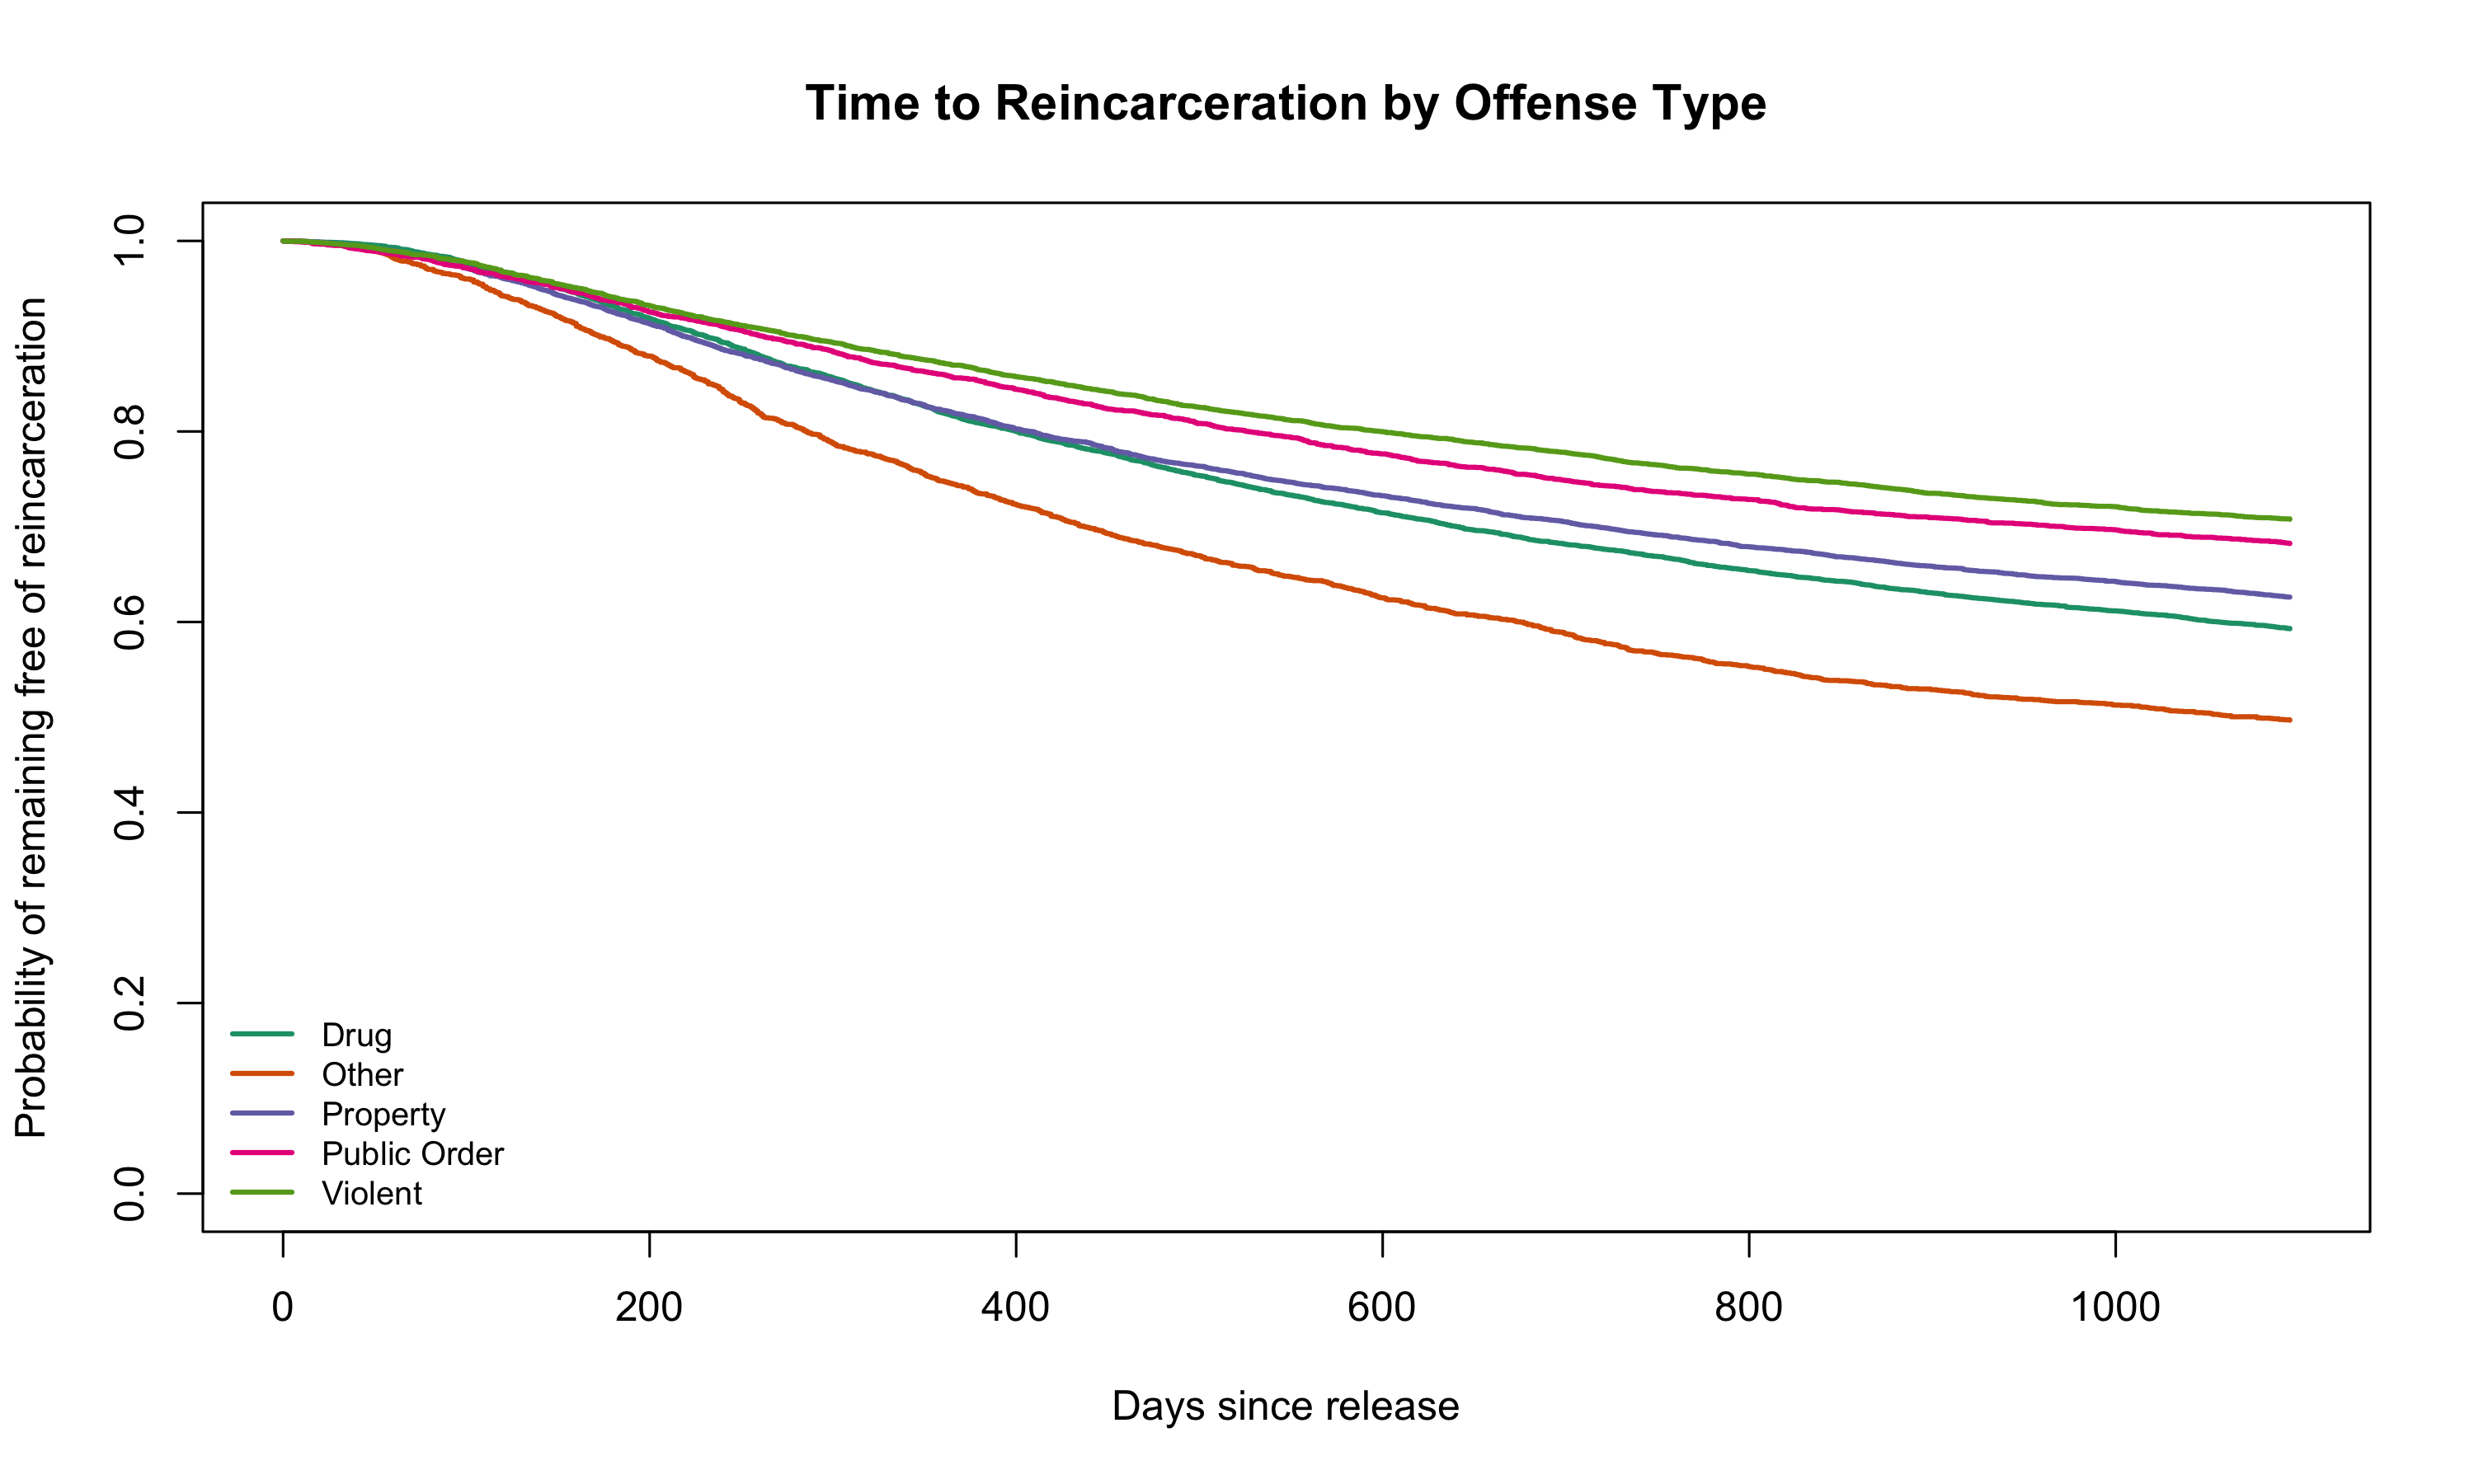 Time to Reincarceration by Offense Type
Probability of remaining free of reincarceration
1.0
0.8
0.6
0.4
0.2
0.0
Drug
Other
Property
Public Order
Violent
0 200 400 600 800 1000
Days since release